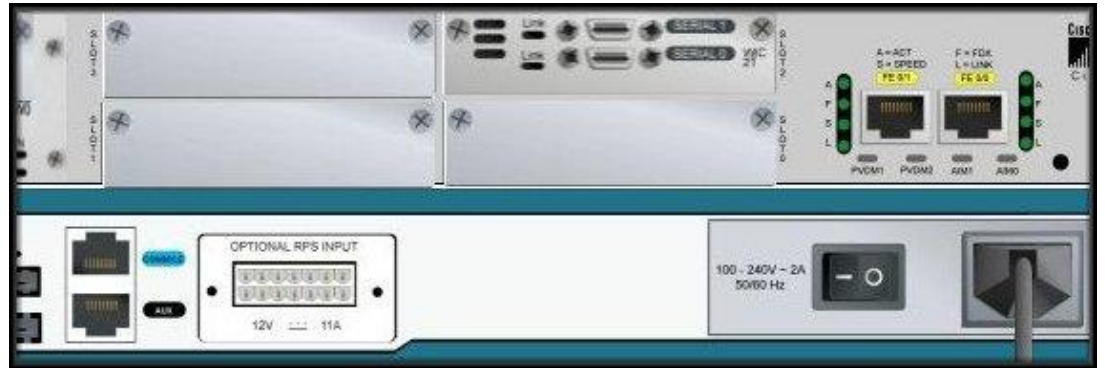 SLOT 3
Link
SERIAL 1
SLOT 2
Link
SERIAL 0
WIC
2T
A=ACT
S=SPEED
F=FDX
L=LINK
FE 0/1
FE 0/0
A
F
S
L
A
F
S
L
SLOT 1
SLOT 0
PVDM1
PVDM2
AIM1
AIM0
CONSOLE
AUX
OPTIONAL RPS INPUT
12V
11A
100 - 240V ~ 2A
50/60 Hz